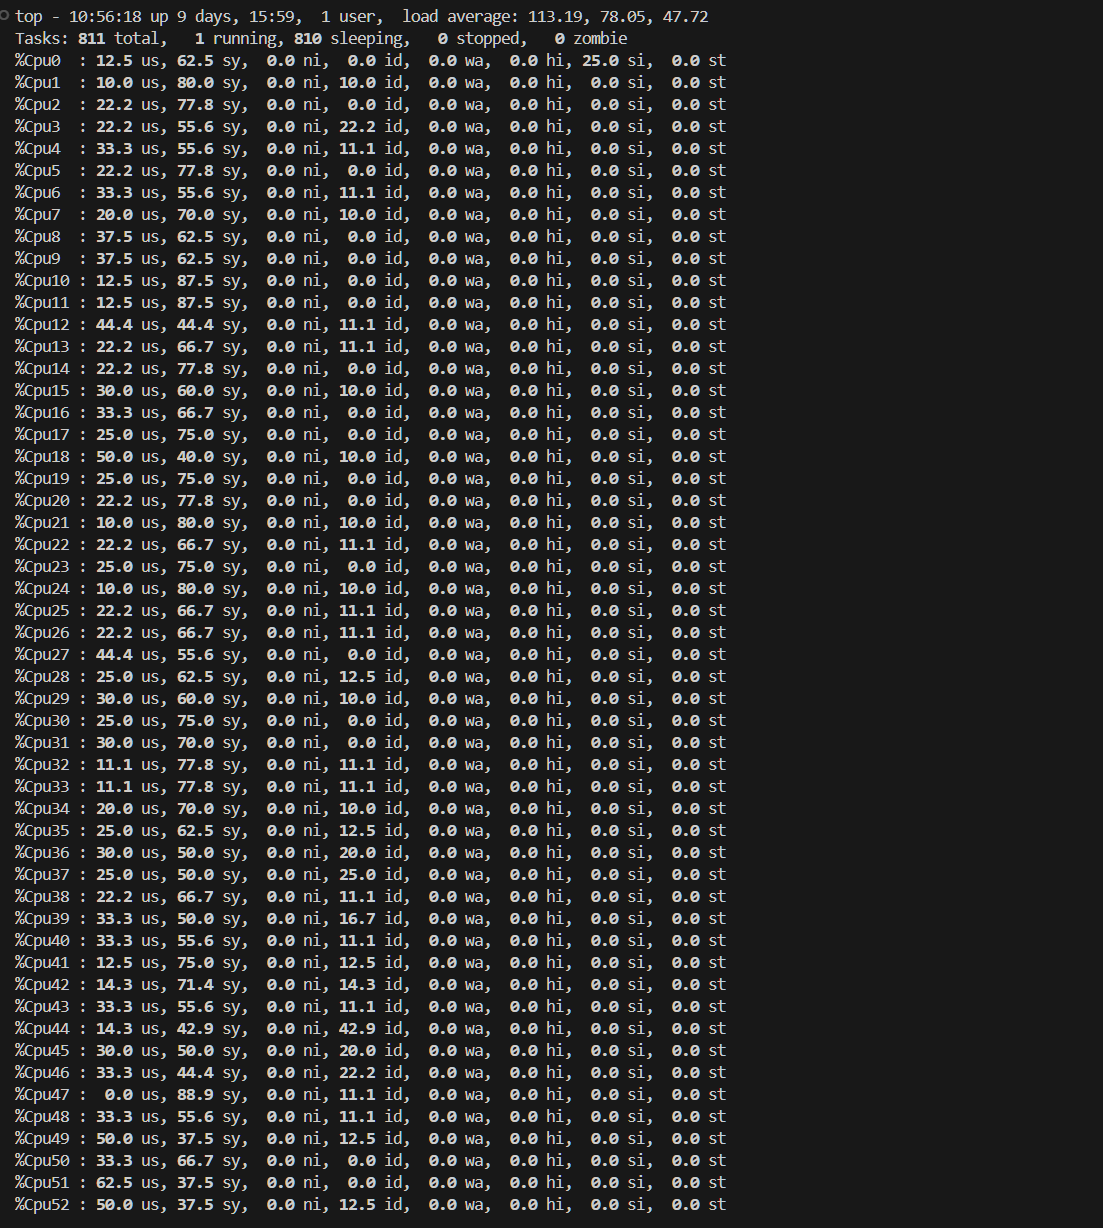 top - 10:56:18 up 9 days, 15:59,  1 user,  load average: 113.19, 78.05, 47.72
Tasks: 811 total,   1 running, 810 sleeping,   0 stopped,   0 zombie
%Cpu0  : 12.5 us, 62.5 sy,  0.0 ni,  0.0 id,  0.0 wa,  0.0 hi, 25.0 si,  0.0 st
%Cpu1  : 10.0 us, 80.0 sy,  0.0 ni, 10.0 id,  0.0 wa,  0.0 hi,  0.0 si,  0.0 st
%Cpu2  : 22.2 us, 77.8 sy,  0.0 ni,  0.0 id,  0.0 wa,  0.0 hi,  0.0 si,  0.0 st
%Cpu3  : 22.2 us, 55.6 sy,  0.0 ni, 22.2 id,  0.0 wa,  0.0 hi,  0.0 si,  0.0 st
%Cpu4  : 33.3 us, 55.6 sy,  0.0 ni, 11.1 id,  0.0 wa,  0.0 hi,  0.0 si,  0.0 st
%Cpu5  : 22.2 us, 77.8 sy,  0.0 ni,  0.0 id,  0.0 wa,  0.0 hi,  0.0 si,  0.0 st
%Cpu6  : 33.3 us, 55.6 sy,  0.0 ni, 11.1 id,  0.0 wa,  0.0 hi,  0.0 si,  0.0 st
%Cpu7  : 20.0 us, 70.0 sy,  0.0 ni, 10.0 id,  0.0 wa,  0.0 hi,  0.0 si,  0.0 st
%Cpu8  : 37.5 us, 62.5 sy,  0.0 ni,  0.0 id,  0.0 wa,  0.0 hi,  0.0 si,  0.0 st
%Cpu9  : 37.5 us, 62.5 sy,  0.0 ni,  0.0 id,  0.0 wa,  0.0 hi,  0.0 si,  0.0 st
%Cpu10 : 12.5 us, 87.5 sy,  0.0 ni,  0.0 id,  0.0 wa,  0.0 hi,  0.0 si,  0.0 st
%Cpu11 : 12.5 us, 87.5 sy,  0.0 ni,  0.0 id,  0.0 wa,  0.0 hi,  0.0 si,  0.0 st
%Cpu12 : 44.4 us, 44.4 sy,  0.0 ni, 11.1 id,  0.0 wa,  0.0 hi,  0.0 si,  0.0 st
%Cpu13 : 22.2 us, 66.7 sy,  0.0 ni, 11.1 id,  0.0 wa,  0.0 hi,  0.0 si,  0.0 st
%Cpu14 : 22.2 us, 77.8 sy,  0.0 ni,  0.0 id,  0.0 wa,  0.0 hi,  0.0 si,  0.0 st
%Cpu15 : 30.0 us, 60.0 sy,  0.0 ni, 10.0 id,  0.0 wa,  0.0 hi,  0.0 si,  0.0 st
%Cpu16 : 33.3 us, 66.7 sy,  0.0 ni,  0.0 id,  0.0 wa,  0.0 hi,  0.0 si,  0.0 st
%Cpu17 : 25.0 us, 75.0 sy,  0.0 ni,  0.0 id,  0.0 wa,  0.0 hi,  0.0 si,  0.0 st
%Cpu18 : 50.0 us, 40.0 sy,  0.0 ni, 10.0 id,  0.0 wa,  0.0 hi,  0.0 si,  0.0 st
%Cpu19 : 25.0 us, 75.0 sy,  0.0 ni,  0.0 id,  0.0 wa,  0.0 hi,  0.0 si,  0.0 st
%Cpu20 : 22.2 us, 77.8 sy,  0.0 ni,  0.0 id,  0.0 wa,  0.0 hi,  0.0 si,  0.0 st
%Cpu21 : 10.0 us, 80.0 sy,  0.0 ni, 10.0 id,  0.0 wa,  0.0 hi,  0.0 si,  0.0 st
%Cpu22 : 22.2 us, 66.7 sy,  0.0 ni, 11.1 id,  0.0 wa,  0.0 hi,  0.0 si,  0.0 st
%Cpu23 : 25.0 us, 75.0 sy,  0.0 ni,  0.0 id,  0.0 wa,  0.0 hi,  0.0 si,  0.0 st
%Cpu24 : 10.0 us, 80.0 sy,  0.0 ni, 10.0 id,  0.0 wa,  0.0 hi,  0.0 si,  0.0 st
%Cpu25 : 22.2 us, 66.7 sy,  0.0 ni, 11.1 id,  0.0 wa,  0.0 hi,  0.0 si,  0.0 st
%Cpu26 : 22.2 us, 66.7 sy,  0.0 ni, 11.1 id,  0.0 wa,  0.0 hi,  0.0 si,  0.0 st
%Cpu27 : 44.4 us, 55.6 sy,  0.0 ni,  0.0 id,  0.0 wa,  0.0 hi,  0.0 si,  0.0 st
%Cpu28 : 25.0 us, 62.5 sy,  0.0 ni, 12.5 id,  0.0 wa,  0.0 hi,  0.0 si,  0.0 st
%Cpu29 : 30.0 us, 60.0 sy,  0.0 ni, 10.0 id,  0.0 wa,  0.0 hi,  0.0 si,  0.0 st
%Cpu30 : 25.0 us, 75.0 sy,  0.0 ni,  0.0 id,  0.0 wa,  0.0 hi,  0.0 si,  0.0 st
%Cpu31 : 30.0 us, 70.0 sy,  0.0 ni,  0.0 id,  0.0 wa,  0.0 hi,  0.0 si,  0.0 st
%Cpu32 : 11.1 us, 77.8 sy,  0.0 ni, 11.1 id,  0.0 wa,  0.0 hi,  0.0 si,  0.0 st
%Cpu33 : 11.1 us, 77.8 sy,  0.0 ni, 11.1 id,  0.0 wa,  0.0 hi,  0.0 si,  0.0 st
%Cpu34 : 20.0 us, 70.0 sy,  0.0 ni, 10.0 id,  0.0 wa,  0.0 hi,  0.0 si,  0.0 st
%Cpu35 : 25.0 us, 62.5 sy,  0.0 ni, 12.5 id,  0.0 wa,  0.0 hi,  0.0 si,  0.0 st
%Cpu36 : 30.0 us, 50.0 sy,  0.0 ni, 20.0 id,  0.0 wa,  0.0 hi,  0.0 si,  0.0 st
%Cpu37 : 25.0 us, 50.0 sy,  0.0 ni, 25.0 id,  0.0 wa,  0.0 hi,  0.0 si,  0.0 st
%Cpu38 : 22.2 us, 66.7 sy,  0.0 ni, 11.1 id,  0.0 wa,  0.0 hi,  0.0 si,  0.0 st
%Cpu39 : 33.3 us, 50.0 sy,  0.0 ni, 16.7 id,  0.0 wa,  0.0 hi,  0.0 si,  0.0 st
%Cpu40 : 33.3 us, 55.6 sy,  0.0 ni, 11.1 id,  0.0 wa,  0.0 hi,  0.0 si,  0.0 st
%Cpu41 : 12.5 us, 75.0 sy,  0.0 ni, 12.5 id,  0.0 wa,  0.0 hi,  0.0 si,  0.0 st
%Cpu42 : 14.3 us, 71.4 sy,  0.0 ni, 14.3 id,  0.0 wa,  0.0 hi,  0.0 si,  0.0 st
%Cpu43 : 33.3 us, 55.6 sy,  0.0 ni, 11.1 id,  0.0 wa,  0.0 hi,  0.0 si,  0.0 st
%Cpu44 : 14.3 us, 42.9 sy,  0.0 ni, 42.9 id,  0.0 wa,  0.0 hi,  0.0 si,  0.0 st
%Cpu45 : 30.0 us, 50.0 sy,  0.0 ni, 20.0 id,  0.0 wa,  0.0 hi,  0.0 si,  0.0 st
%Cpu46 : 33.3 us, 44.4 sy,  0.0 ni, 22.2 id,  0.0 wa,  0.0 hi,  0.0 si,  0.0 st
%Cpu47 :  0.0 us, 88.9 sy,  0.0 ni, 11.1 id,  0.0 wa,  0.0 hi,  0.0 si,  0.0 st
%Cpu48 : 33.3 us, 55.6 sy,  0.0 ni, 11.1 id,  0.0 wa,  0.0 hi,  0.0 si,  0.0 st
%Cpu49 : 50.0 us, 37.5 sy,  0.0 ni, 12.5 id,  0.0 wa,  0.0 hi,  0.0 si,  0.0 st
%Cpu50 : 33.3 us, 66.7 sy,  0.0 ni,  0.0 id,  0.0 wa,  0.0 hi,  0.0 si,  0.0 st
%Cpu51 : 62.5 us, 37.5 sy,  0.0 ni,  0.0 id,  0.0 wa,  0.0 hi,  0.0 si,  0.0 st
%Cpu52 : 50.0 us, 37.5 sy,  0.0 ni, 12.5 id,  0.0 wa,  0.0 hi,  0.0 si,  0.0 st